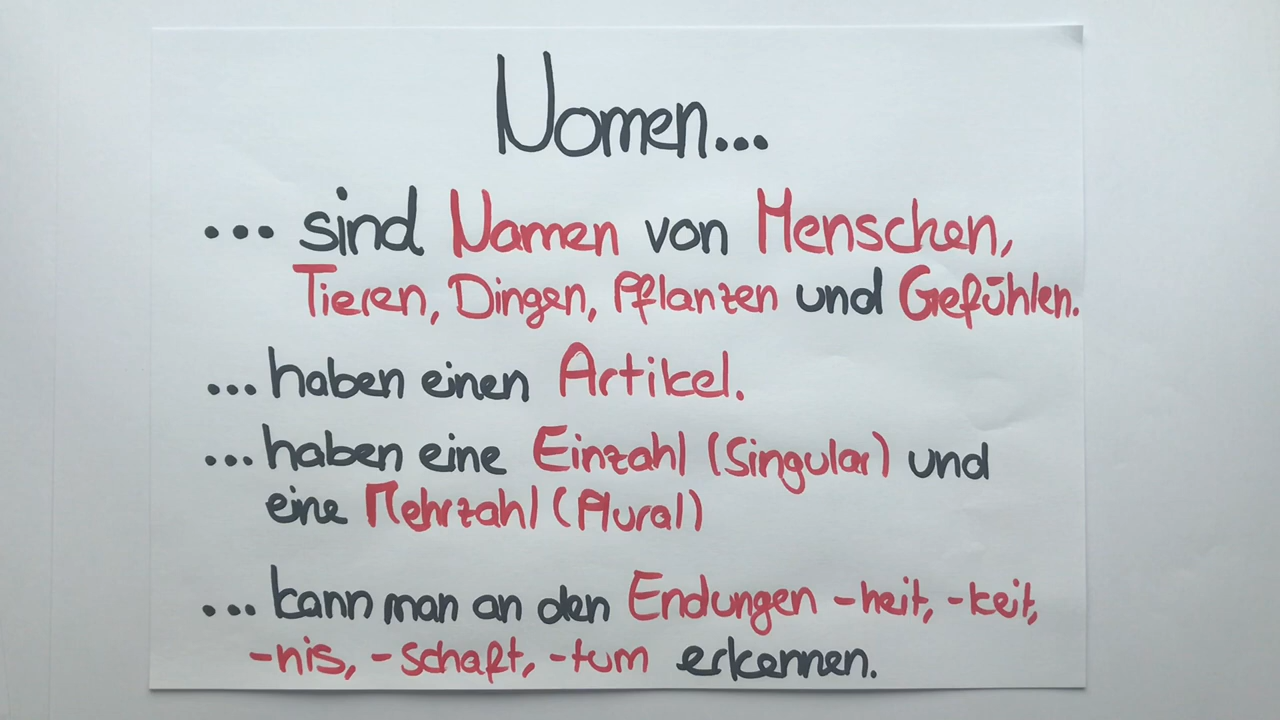 Nomen...
... sind Namen von Menschen,
Tieren, Dingen, Pflanzen und Gefühlen.
... haben einen Artikel.
... haben eine Einzahl (Singular) und
eine Mehrzahl (Plural)
... kann man an den Endungen -heit, -keit,
-nis, -schaft, -tum erkennen.